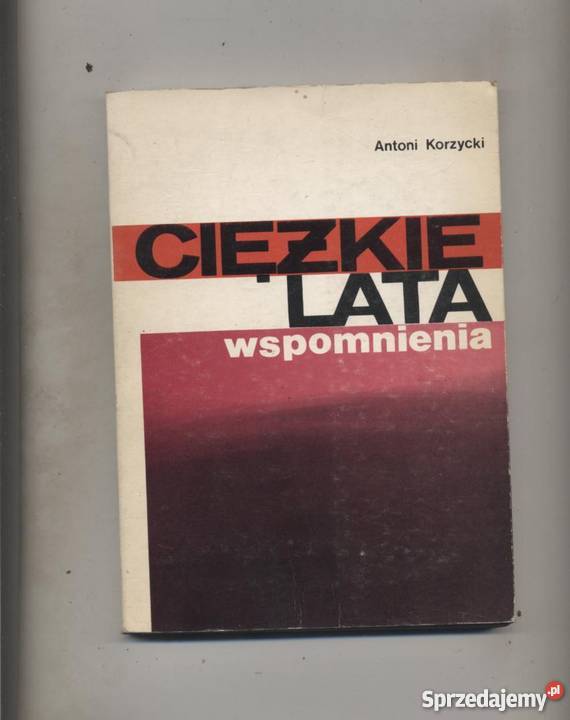 Antoni Korzycki
CIĘŻKIE
LATA
wspomnienia
Sprzedajemy.pl